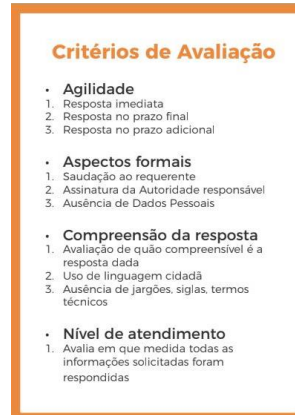 Critérios de Avaliação
• Agilidade
1. Resposta imediata
2. Resposta no prazo final
3. Resposta no prazo adicional
• Aspectos formais
1. Saudação ao requerente
2. Assinatura da Autoridade responsável
3. Ausência de Dados Pessoais
• Compreensão da resposta
1. Avaliação de quão compreensível é a
resposta dada
2. Uso de linguagem cidadã
3. Ausência de jargões, siglas, termos
técnicos
• Nível de atendimento
1. Avalia em que medida todas as
informações solicitadas foram
respondidas